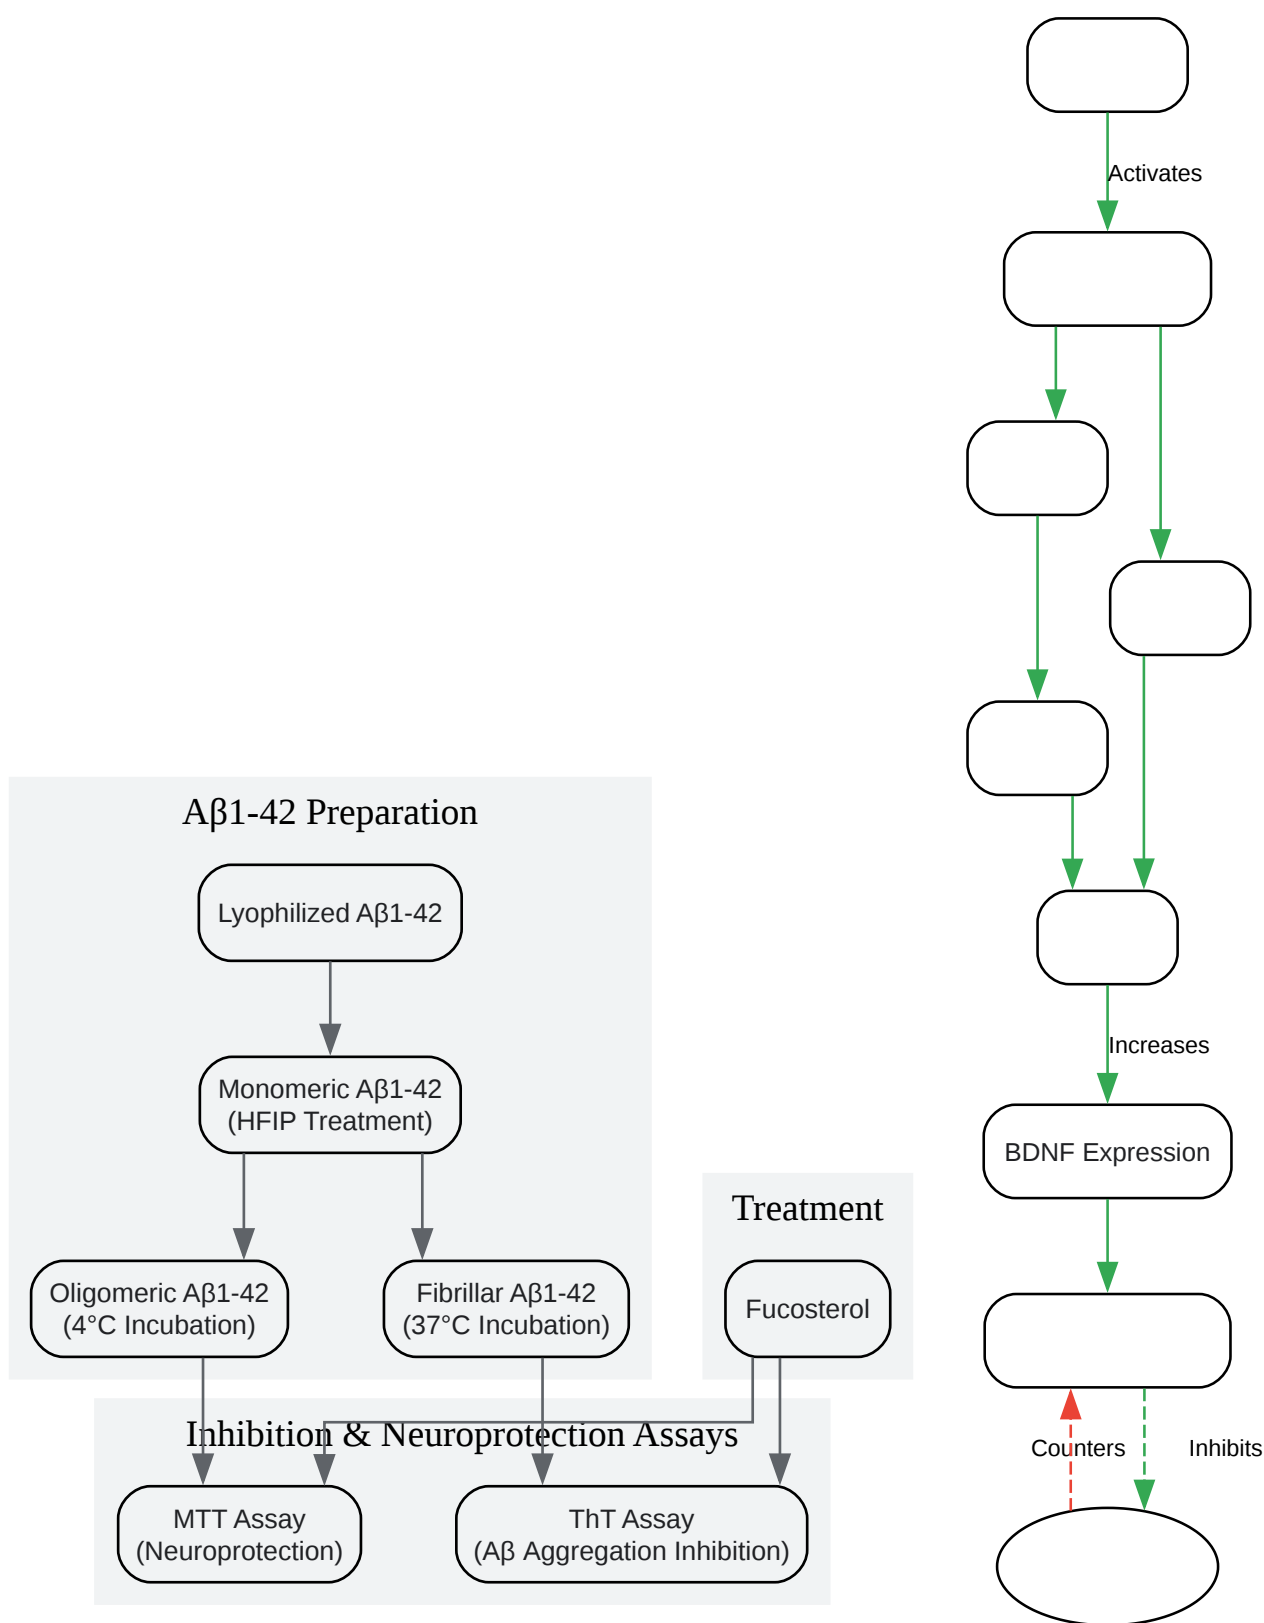 Activates
Aβ1-42 Preparation
Lyophilized Aβ1-42
Monomeric Aβ1-42
(HFIP Treatment)
Oligomeric Aβ1-42
(4°C Incubation)
Fibrillar Aβ1-42
(37°C Incubation)
Treatment
Fucosterol
Inhibition & Neuroprotection Assays
MTT Assay
(Neuroprotection)
ThT Assay
(Aβ Aggregation Inhibition)
Increases
BDNF Expression
Counters
Inhibits